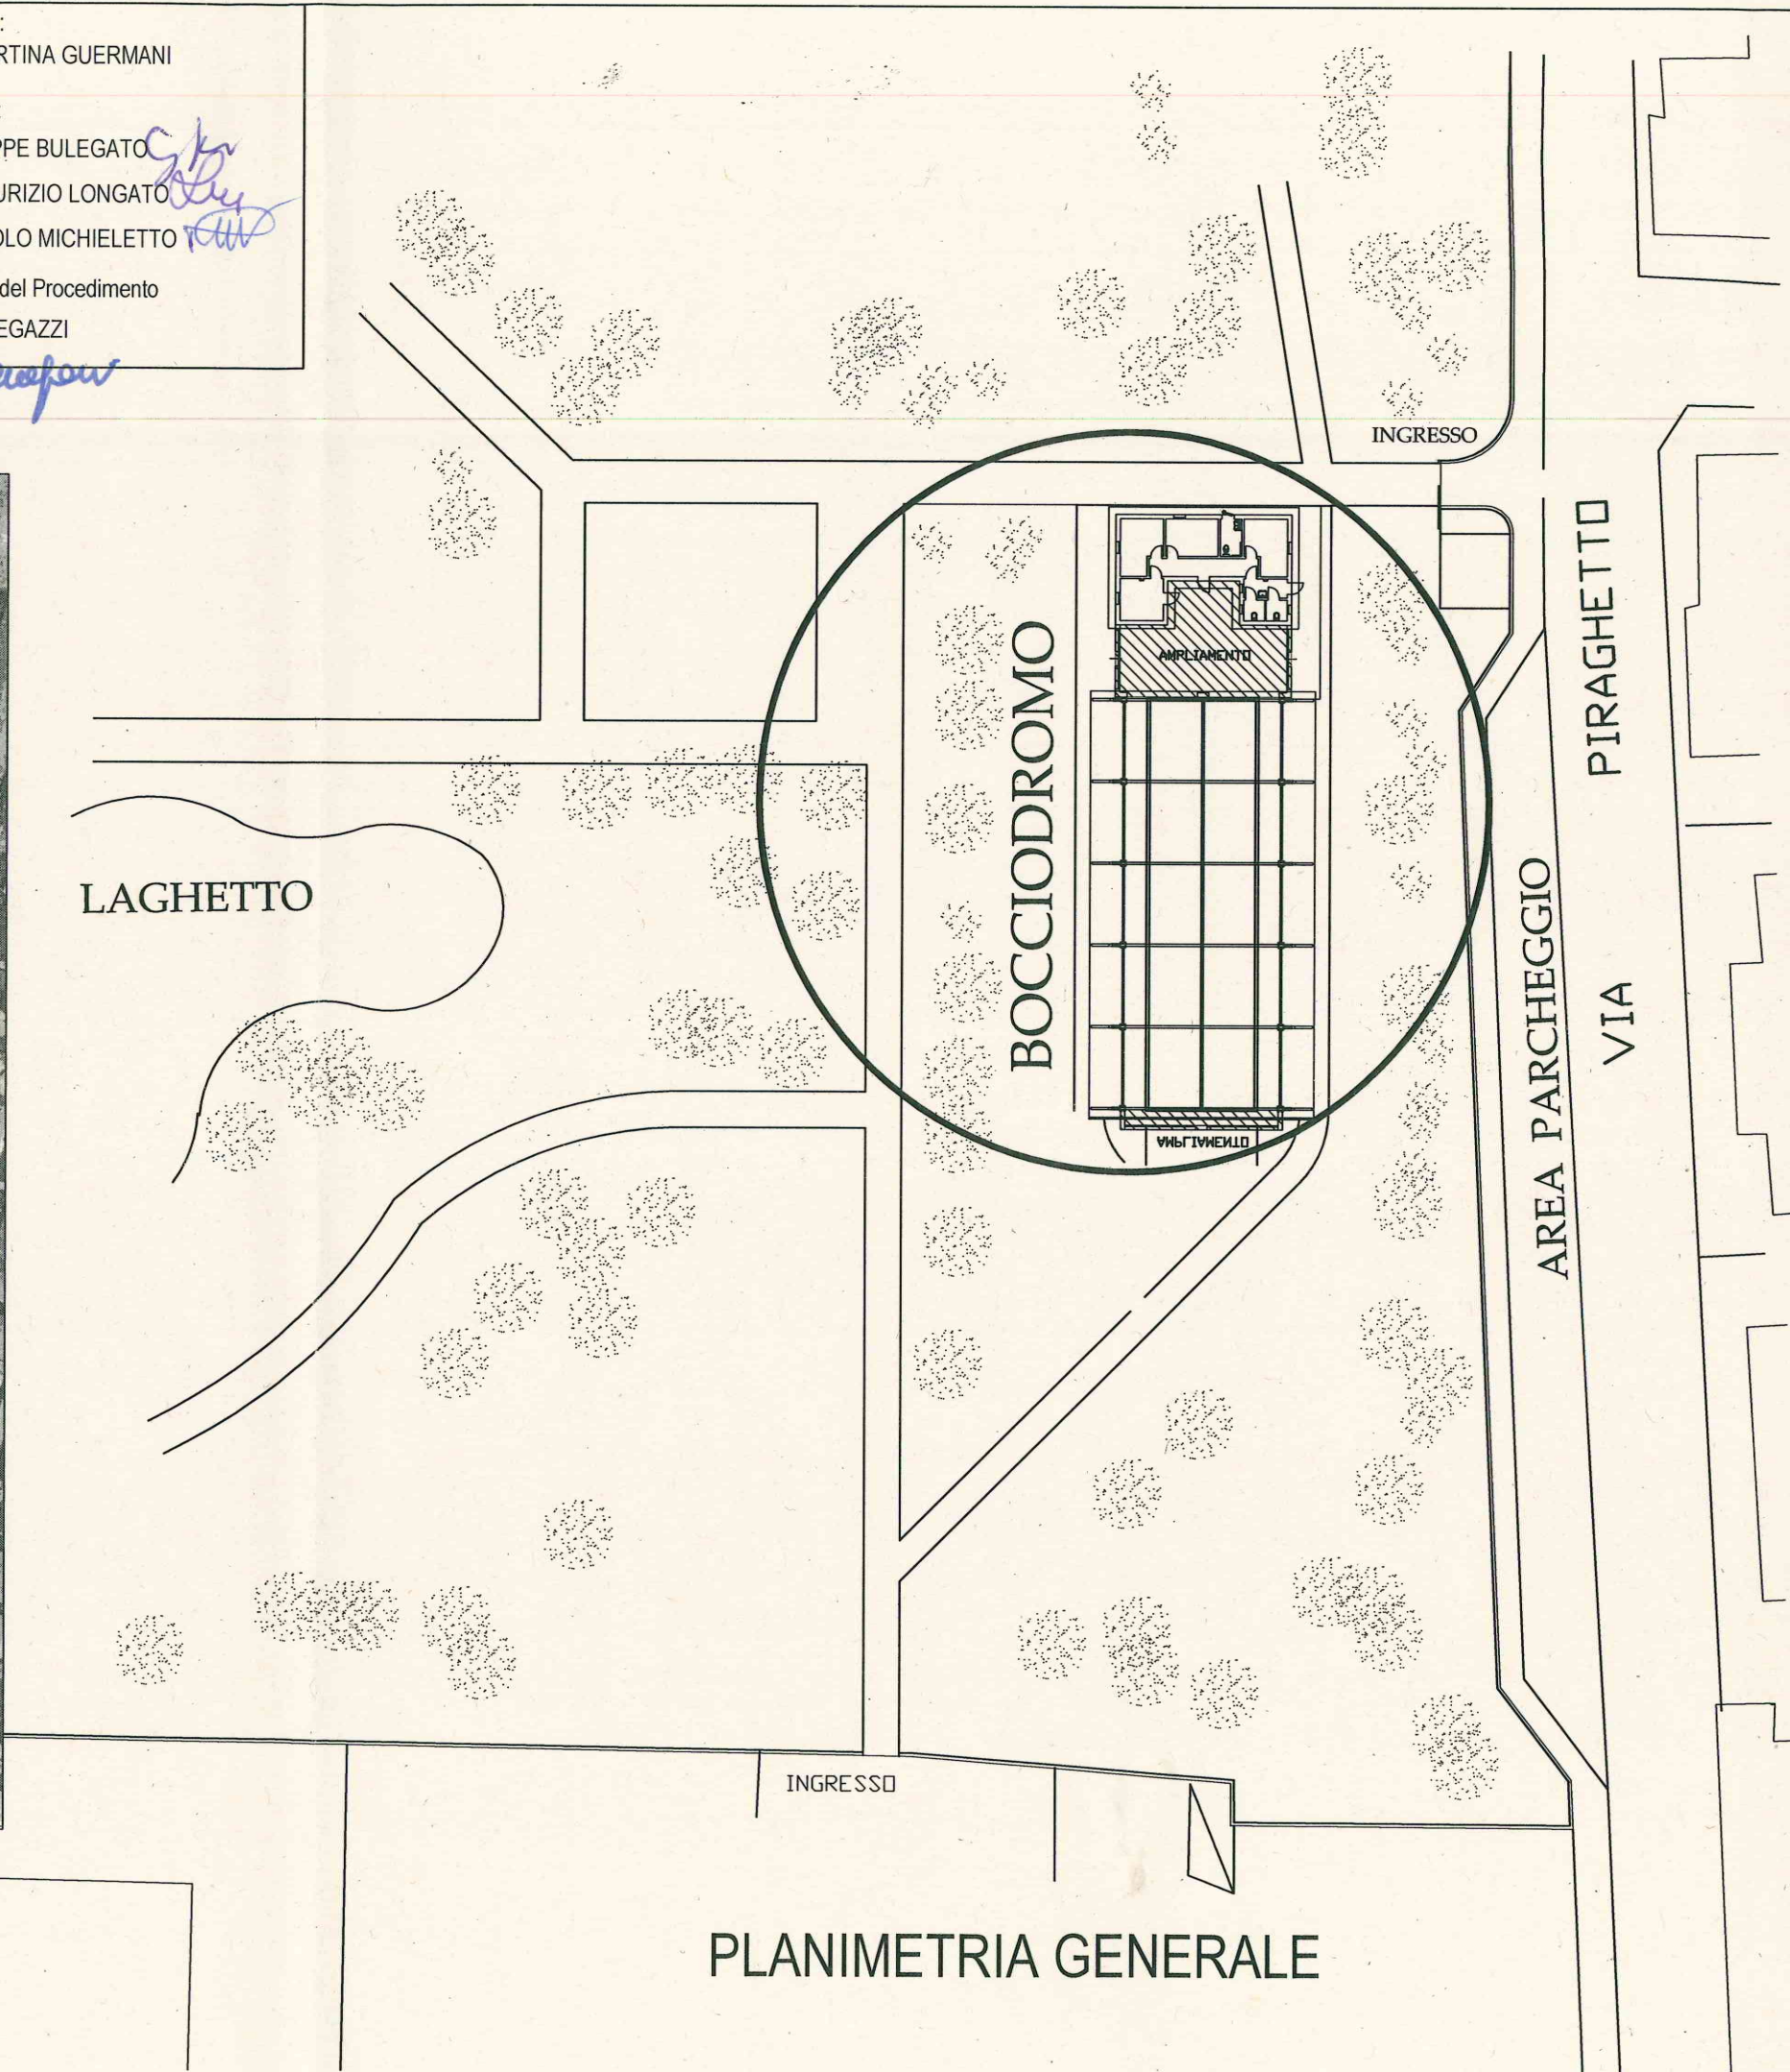 :
RTINA GUERMANI
:
PPE BULEGATO
URIZIO LONGATO
OLO MICHIELETTO
del Procedimento
EGAZZI
INGRESSO
PIRAGHETTO
VIA
AMPLIAMENTO
BOCCIODROMO
LAGHETTO
AREA PARCHEGGIO
AMPLIAMENTO
INGRESSO
PLANIMETRIA GENERALE